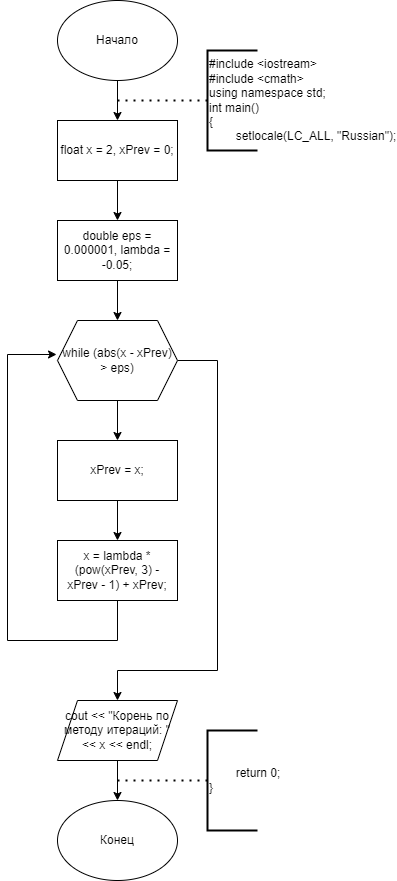 Начало
#include <iostream>
#include <cmath>
using namespace std;
int main()
{
setlocale(LC_ALL, "Russian");
float x = 2, xPrev = 0;
double eps =
0.000001, lambda =
-0.05;
while (abs(x - xPrev)
> eps)
xPrev = x;
x = lambda *
(pow(xPrev, 3) -
xPrev - 1) + xPrev;
cout << "Корень по
методу итераций: "
<< x << endl;
return 0;
}
Конец